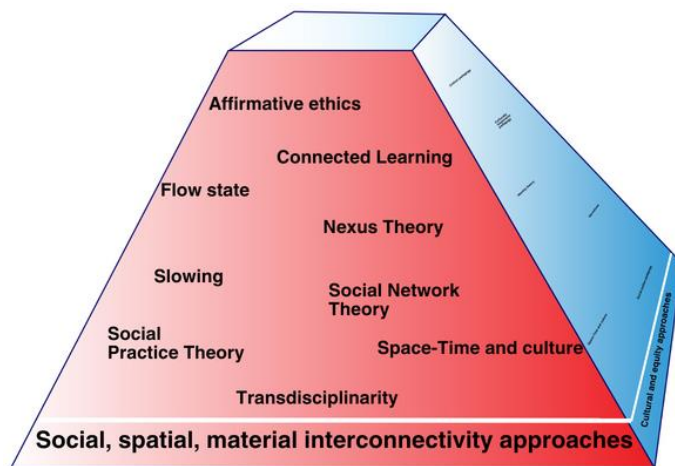 Affirmative ethics
Connected Learning
Flow state
Nexus Theory
Slowing
Social Network
Theory
Social
Practice Theory
Space-Time and culture
Transdisciplinarity
Social, spatial, material interconnectivity approaches
Cultural and equity approaches